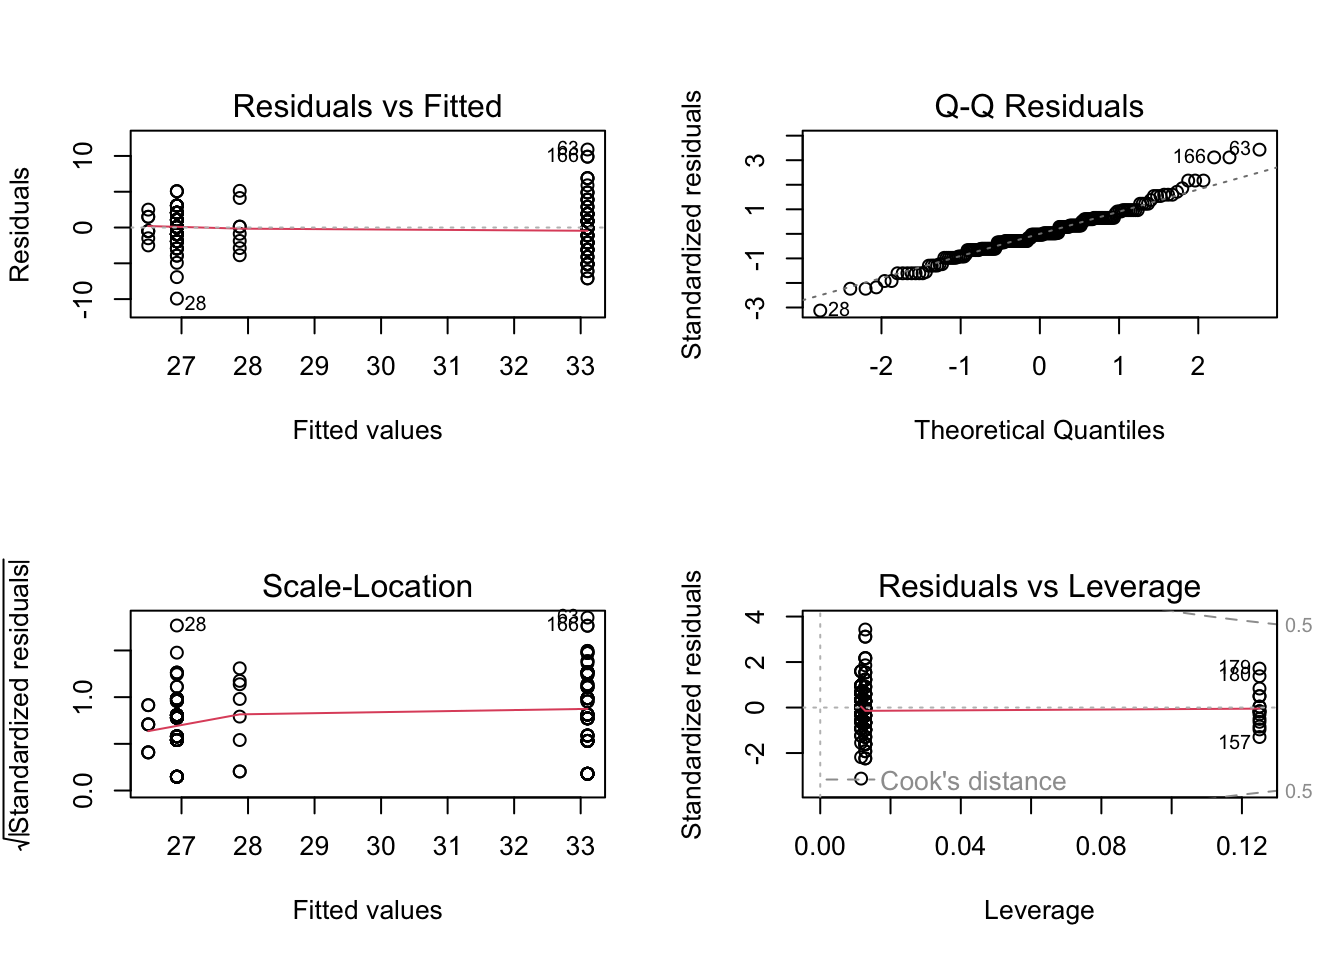 Residuals vs Fitted
Residuals
10
0
-10
63
166
28
27 28 29 30 31 32 33
Fitted values
Q-Q Residuals
Standardized residuals
3
1
-1
-3
166
63
28
-2 -1 0 1 2
Theoretical Quantiles
Scale-Location
√|Standardized residuals|
1.0
0.0
28
63
166
27 28 29 30 31 32 33
Fitted values
Residuals vs Leverage
Standardized residuals
4
2
0
-2
0.5
179
180
157
Cook's distance
0.5
0.00 0.04 0.08 0.12
Leverage